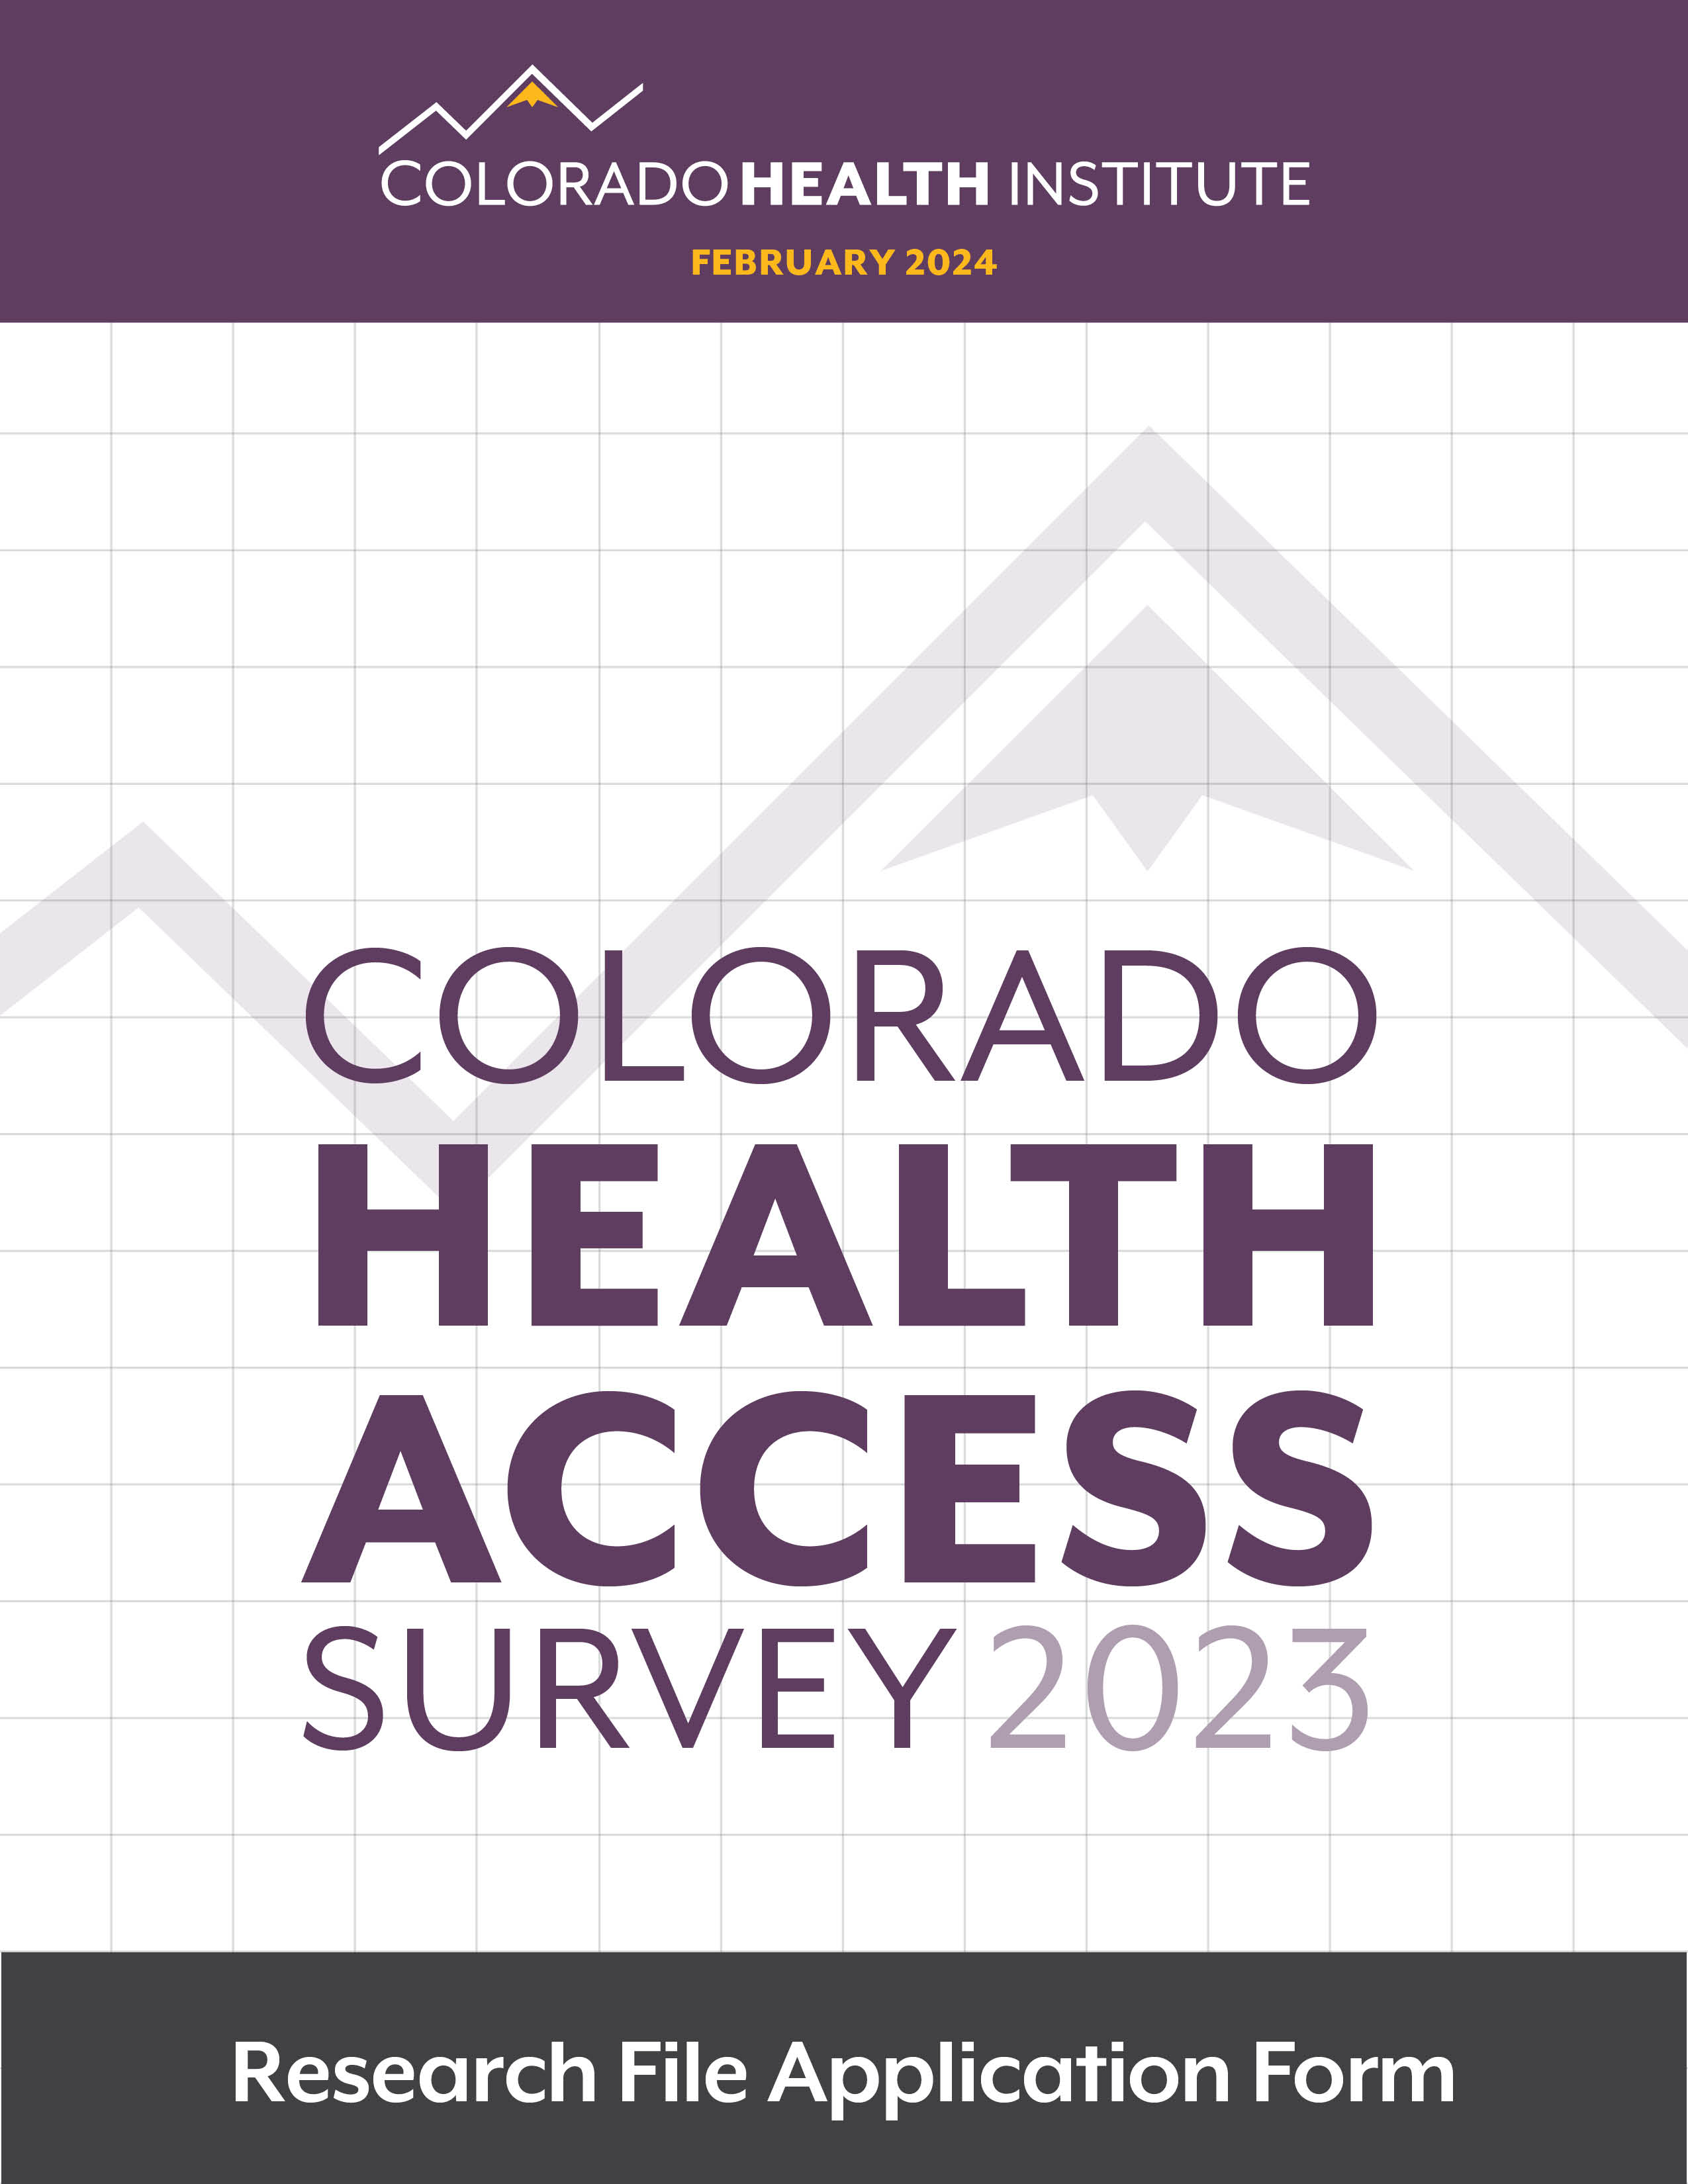 COLORADO HEALTH INSTITUTE
FEBRUARY 2024
COLORADO
HEALTH
ACCESS
SURVEY 2023
Research File Application Form